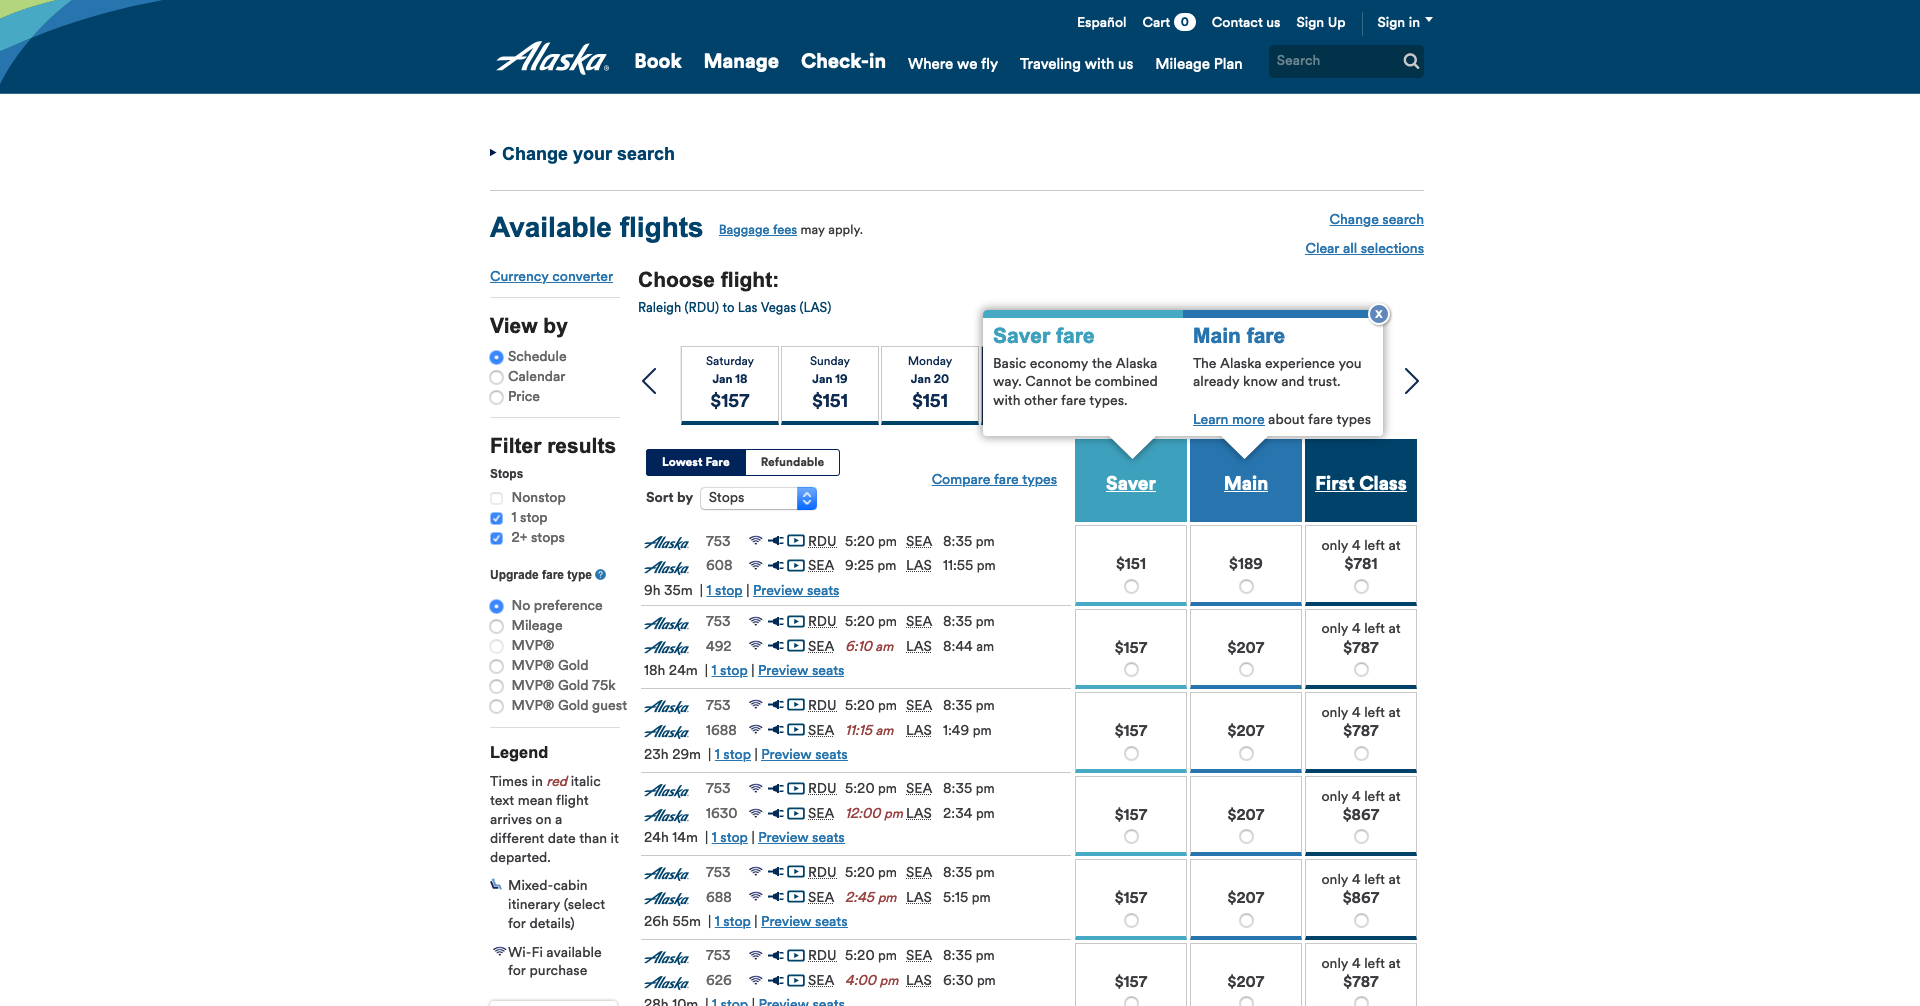 Español Cart 0 Contact us Sign Up Sign in
Alaska Book Manage Check-in Where we fly Traveling with us Mileage Plan Search
Change your search
Available flights Baggage fees may apply.
Change search
Clear all selections
Currency converter
View by
Schedule
Calendar
Price
Filter results
Stops
Nonstop
1 stop
2+ stops
Upgrade fare type ?
No preference
Mileage
MVP®
MVP® Gold
MVP® Gold 75k
MVP® Gold guest
Legend
Times in red italic
text mean flight
arrives on a
different date than it
departed.
Mixed-cabin
itinerary (select
for details)
Wi-Fi available
for purchase
Choose flight:
Raleigh (RDU) to Las Vegas (LAS)
Saturday
Jan 18
$157
Sunday
Jan 19
$151
Monday
Jan 20
$151
x
Saver fare
Basic economy the Alaska
way. Cannot be combined
with other fare types.
Main fare
The Alaska experience you
already know and trust.
Learn more about fare types
Lowest Fare Refundable
Sort by Stops
Compare fare types
Saver Main First Class
Alaska 753 RDU 5:20 pm SEA 8:35 pm
Alaska 608 SEA 9:25 pm LAS 11:55 pm
9h 35m | 1 stop | Preview seats
$151
$189
only 4 left at
$781
Alaska 753 RDU 5:20 pm SEA 8:35 pm
Alaska 492 SEA 6:10 am LAS 8:44 am
18h 24m | 1 stop | Preview seats
$157
$207
only 4 left at
$787
Alaska 753 RDU 5:20 pm SEA 8:35 pm
Alaska 1688 SEA 11:15 am LAS 1:49 pm
23h 29m | 1 stop | Preview seats
$157
$207
only 4 left at
$787
Alaska 753 RDU 5:20 pm SEA 8:35 pm
Alaska 1630 SEA 12:00 pm LAS 2:34 pm
24h 14m | 1 stop | Preview seats
$157
$207
only 4 left at
$867
Alaska 753 RDU 5:20 pm SEA 8:35 pm
Alaska 688 SEA 2:45 pm LAS 5:15 pm
26h 55m | 1 stop | Preview seats
$157
$207
only 4 left at
$867
Alaska 753 RDU 5:20 pm SEA 8:35 pm
Alaska 626 SEA 4:00 pm LAS 6:30 pm
28h 10m | 1 stop | Preview seats
$157
$207
only 4 left at
$787